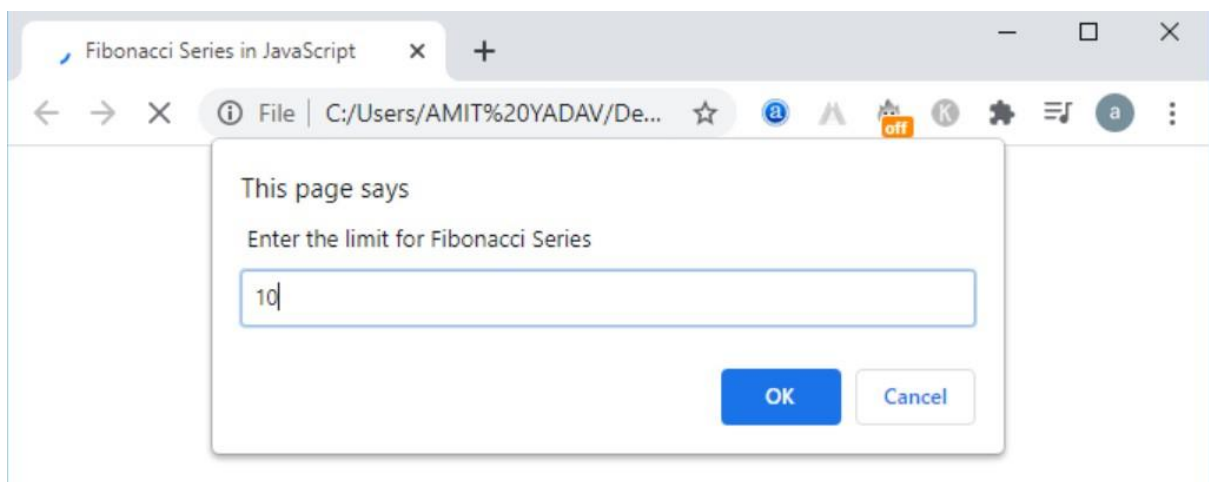 Fibonacci Series in JavaScript
File | C:/Users/AMIT%20YADAV/De...
a
off
K
a
This page says
Enter the limit for Fibonacci Series
10
OK
Cancel